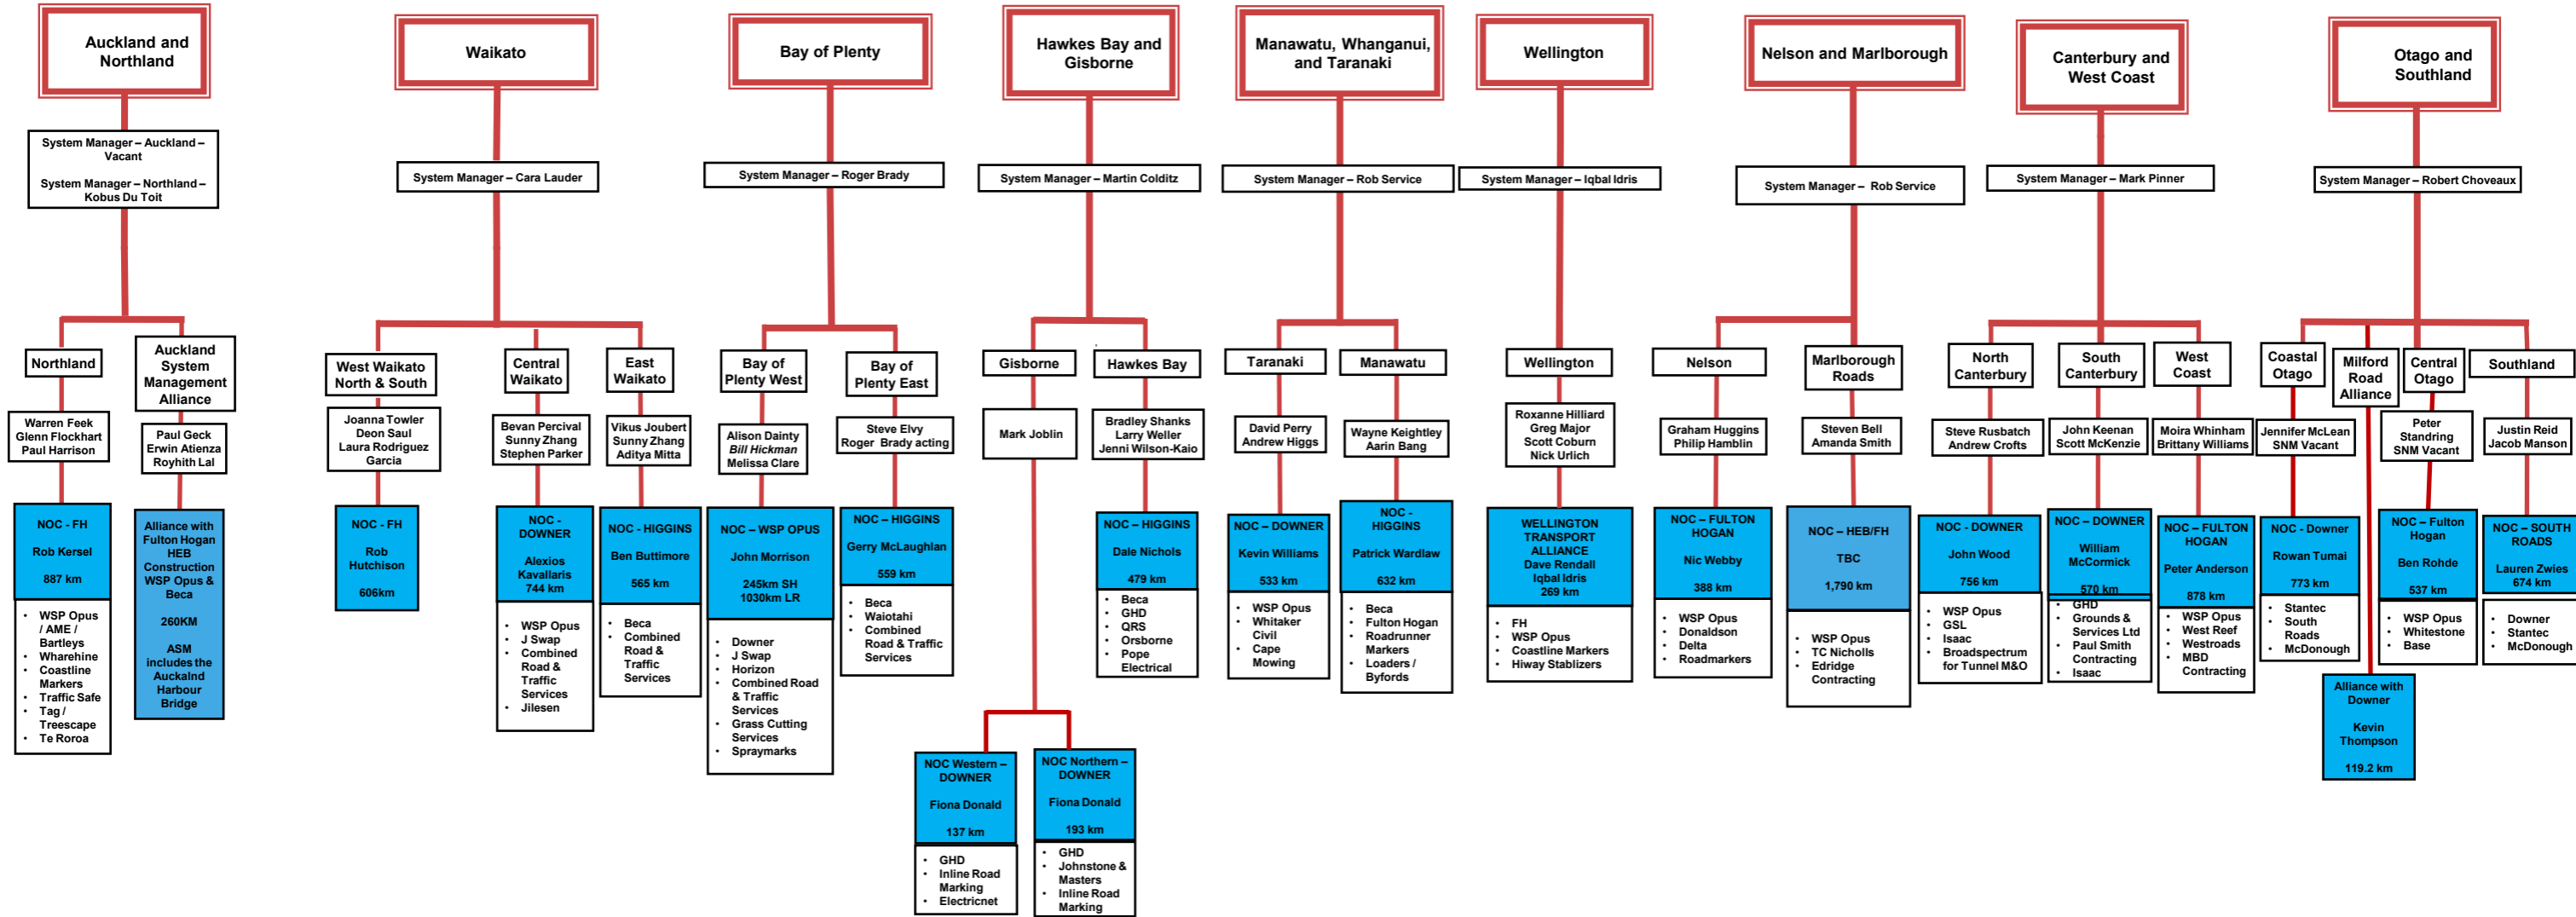 Auckland and
Northland
System Manager – Auckland –
Vacant
System Manager – Northland –
Kobus Du Toit
Northland
Warren Feek
Glenn Flockhart
Paul Harrison
NOC - FH
Rob Kersel
887 km
• WSP Opus
/ AME /
Bartleys
• Wharehine
• Coastline
Markers
• Traffic Safe
• Tag /
Treescape
• Te Roroa
Auckland
System
Management
Alliance
Paul Geck
Erwin Atienza
Royhith Lal
Alliance with
Fulton Hogan
HEB
Construction
WSP Opus &
Beca
260KM
ASM
includes the
Auckalnd
Harbour
Bridge
Waikato
System Manager – Cara Lauder
West Waikato
North & South
Joanna Towler
Deon Saul
Laura Rodriguez
Garcia
NOC - FH
Rob
Hutchison
606km
Central
Waikato
Bevan Percival
Sunny Zhang
Stephen Parker
NOC -
DOWNER
Alexios
Kavallaris
744 km
• WSP Opus
• J Swap
• Combined
Road &
Traffic
Services
• Jilesen
East
Waikato
Vikus Joubert
Sunny Zhang
Aditya Mitta
NOC - HIGGINS
Ben Buttimore
565 km
• Beca
• Combined
Road &
Traffic
Services
Bay of Plenty
System Manager – Roger Brady
Bay of
Plenty West
Alison Dainty
Bill Hickman
Melissa Clare
NOC – WSP OPUS
John Morrison
245km SH
1030km LR
• Downer
• J Swap
• Horizon
• Combined Road
& Traffic
Services
• Grass Cutting
Services
• Spraymarks
Bay of
Plenty East
Steve Elvy
Roger Brady acting
NOC – HIGGINS
Gerry McLaughlan
559 km
• Beca
• Waiotahi
• Combined
Road & Traffic
Services
Hawkes Bay and
Gisborne
System Manager – Martin Colditz
Gisborne
Mark Joblin
NOC Western –
DOWNER
Fiona Donald
137 km
• GHD
• Inline Road
Marking
• Electricnet
NOC Northern –
DOWNER
Fiona Donald
193 km
• GHD
• Johnstone &
Masters
• Inline Road
Marking
Hawkes Bay
Bradley Shanks
Larry Weller
Jenni Wilson-Kaio
NOC – HIGGINS
Dale Nichols
479 km
• Beca
• GHD
• QRS
• Orsborne
• Pope
Electrical
Manawatu, Whanganui,
and Taranaki
System Manager – Rob Service
Taranaki
David Perry
Andrew Higgs
NOC – DOWNER
Kevin Williams
533 km
• WSP Opus
• Whitaker
Civil
• Cape
Mowing
Manawatu
Wayne Keightley
Aarin Bang
NOC -
HIGGINS
Patrick Wardlaw
632 km
• Beca
• Fulton Hogan
• Roadrunner
Markers
• Loaders /
Byfords
Wellington
System Manager – Iqbal Idris
Wellington
Roxanne Hilliard
Greg Major
Scott Coburn
Nick Urlich
WELLINGTON
TRANSPORT
ALLIANCE
Dave Rendall
Iqbal Idris
269 km
• FH
• WSP Opus
• Coastline Markers
• Hiway Stablizers
Nelson and Marlborough
System Manager – Rob Service
Nelson
Graham Huggins
Philip Hamblin
NOC – FULTON
HOGAN
Nic Webby
388 km
• WSP Opus
• Donaldson
• Delta
• Roadmarkers
Marlborough
Roads
Steven Bell
Amanda Smith
NOC – HEB/FH
TBC
1,790 km
• WSP Opus
• TC Nicholls
• Edridge
Contracting
Canterbury and
West Coast
System Manager – Mark Pinner
North
Canterbury
Steve Rusbatch
Andrew Crofts
NOC - DOWNER
John Wood
756 km
• WSP Opus
• GSL
• Isaac
• Broadspectrum
for Tunnel M&O
South
Canterbury
John Keenan
Scott McKenzie
NOC – DOWNER
William
McCormick
570 km
• GHD
• Grounds &
Services Ltd
• Paul Smith
Contracting
• Isaac
West
Coast
Moira Whinham
Brittany Williams
NOC – FULTON
HOGAN
Peter Anderson
878 km
• WSP Opus
• West Reef
• Westroads
• MBD
Contracting
Otago and
Southland
System Manager – Robert Choveaux
Coastal
Otago
Jennifer McLean
SNM Vacant
NOC - Downer
Rowan Tumai
773 km
• Stantec
• South
Roads
• McDonough
Milford
Road
Alliance
Alliance with
Downer
Kevin
Thompson
119.2 km
Central
Otago
Peter
Standring
SNM Vacant
NOC – Fulton
Hogan
Ben Rohde
537 km
• WSP Opus
• Whitestone
• Base
Southland
Justin Reid
Jacob Manson
NOC – SOUTH
ROADS
Lauren Zwies
674 km
• Downer
• Stantec
• McDonough